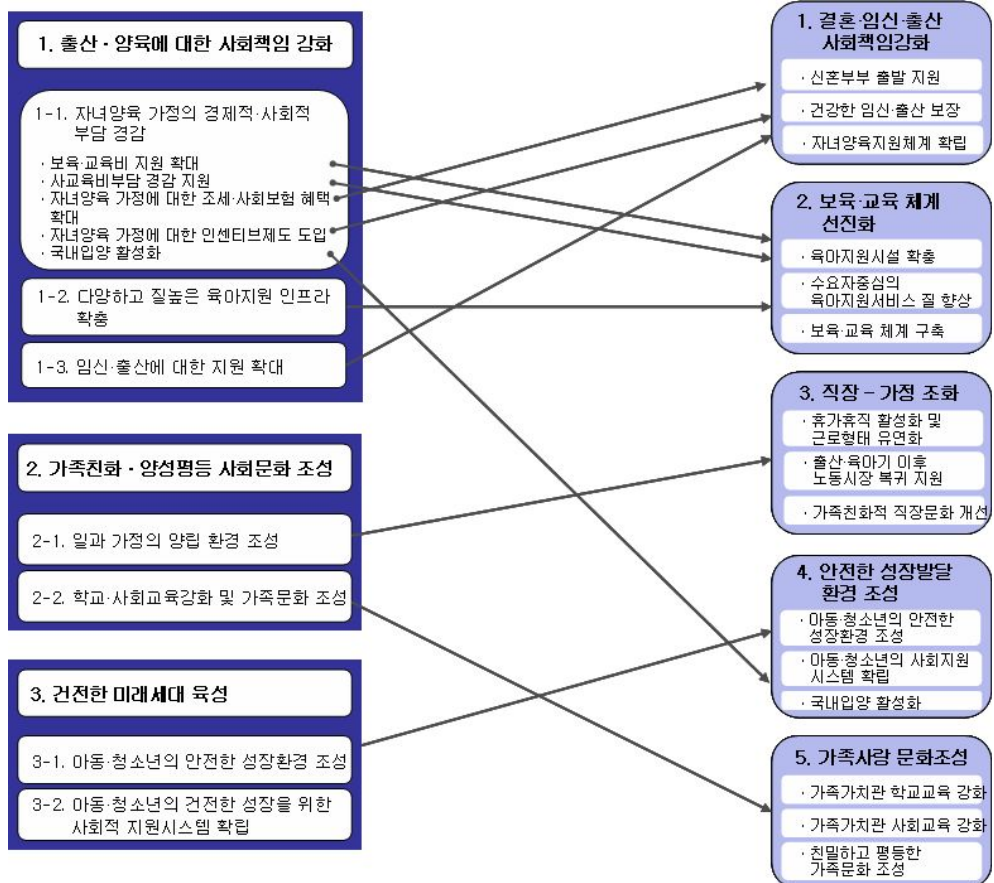 1. 출산·양육에 대한 사회책임 강화
1-1. 자녀양육 가정의 경제적·사회적
부담 경감
· 보육·교육비 지원 확대
· 사교육비부담 경감 지원
· 자녀양육 가정에 대한 조세·사회보험 혜택
확대
· 자녀양육 가정에 대한 인센티브제도 도입
· 국내입양 활성화
1-2. 다양하고 질높은 육아지원 인프라
확충
1-3. 임신·출산에 대한 지원 확대
2. 가족친화·양성평등 사회문화 조성
2-1. 일과 가정의 양립 환경 조성
2-2. 학교·사회교육강화 및 가족문화 조성
3. 건전한 미래세대 육성
3-1. 아동·청소년의 안전한 성장환경 조성
3-2. 아동·청소년의 건전한 성장을 위한
사회적 지원시스템 확립
1. 결혼·임신·출산
사회책임강화
· 신혼부부 출발 지원
· 건강한 임신·출산 보장
· 자녀양육지원체계 확립
2. 보육·교육 체계
선진화
· 육아지원시설 확충
· 수요자중심의
육아지원서비스 질 향상
· 보육·교육 체계 구축
3. 직장 – 가정 조화
· 휴가휴직 활성화 및
근로형태 유연화
· 출산·육아기 이후
노동시장 복귀 지원
· 가족친화적 직장문화 개선
4. 안전한 성장발달
환경 조성
· 아동·청소년의 안전한
성장환경 조성
· 아동·청소년의 사회지원
시스템 확립
· 국내입양 활성화
5. 가족사랑 문화조성
· 가족가치관 학교교육 강화
· 가족가치관 사회교육 강화
· 친밀하고 평등한
가족문화 조성